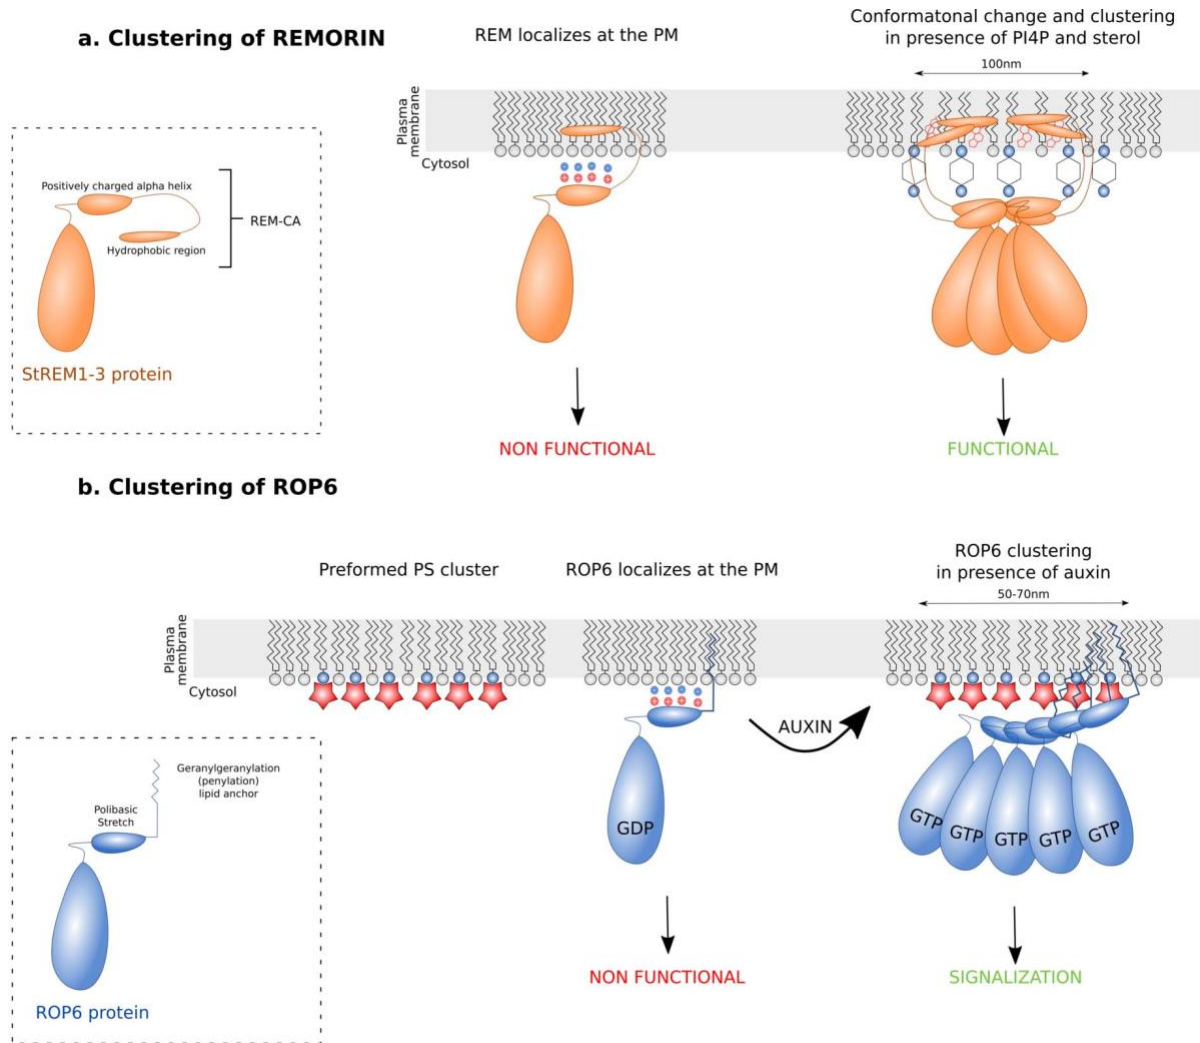 a. Clustering of REMORIN
REM localizes at the PM
Conformatonal change and clustering
in presence of PI4P and sterol
100nm
Plasma
membrane
Cytosol
Positively charged alpha helix
REM-CA
Hydrophobic region
StREM1-3 protein
NON FUNCTIONAL
FUNCTIONAL
b. Clustering of ROP6
Preformed PS cluster
ROP6 localizes at the PM
ROP6 clustering
in presence of auxin
50-70nm
Plasma
membrane
Cytosol
AUXIN
Geranylgeranylation
(penylation)
lipid anchor
Polibasic
Stretch
GDP
GTP
GTP
GTP
GTP
GTP
NON FUNCTIONAL
SIGNALIZATION
ROP6 protein